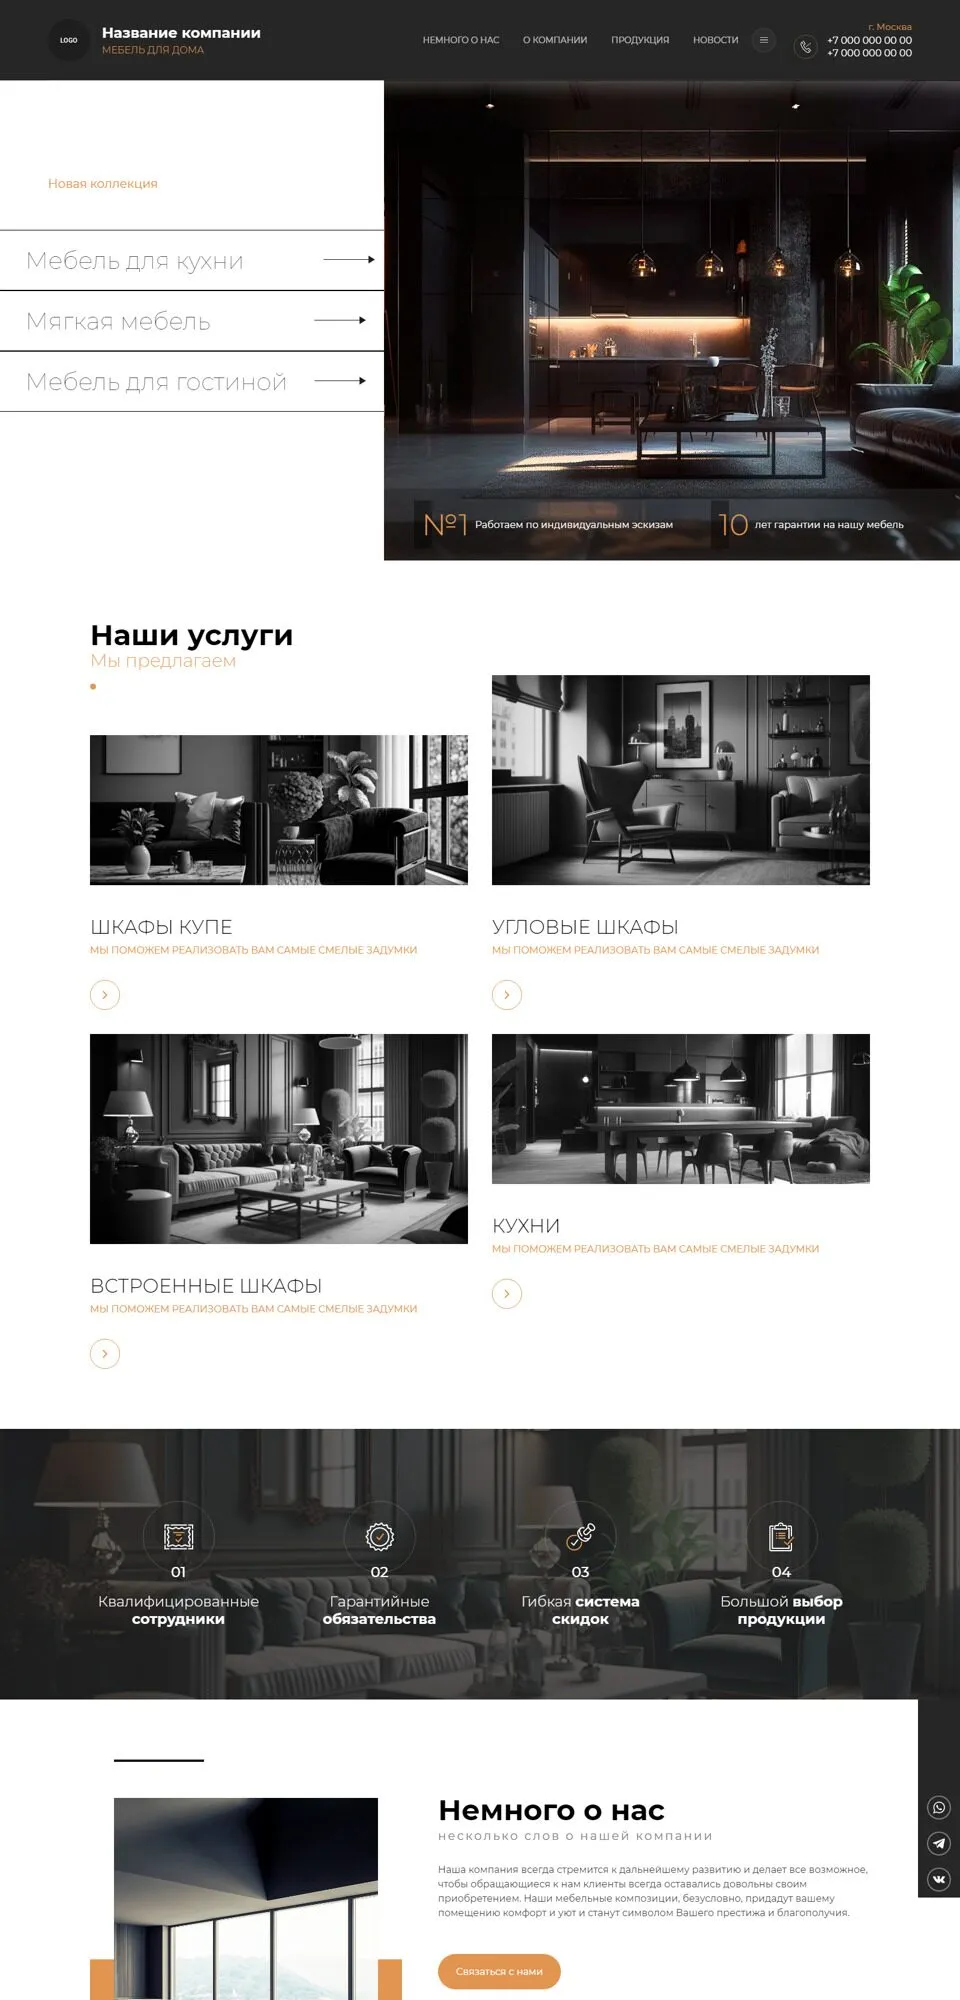 LOGO
Название компании
МЕБЕЛЬ ДЛЯ ДОМА
НЕМНОГО О НАС
О КОМПАНИИ
ПРОДУКЦИЯ
НОВОСТИ
г. Москва
+7 000 000 00 00
+7 000 000 00 00
Новая коллекция
Мебель для кухни
Мягкая мебель
Мебель для гостиной
№1 Работаем по индивидуальным эскизам
10 лет гарантии на нашу мебель
Наши услуги
Мы предлагаем
ШКАФЫ КУПЕ
МЫ ПОМОЖЕМ РЕАЛИЗОВАТЬ ВАМ САМЫЕ СМЕЛЫЕ ЗАДУМКИ
УГЛОВЫЕ ШКАФЫ
МЫ ПОМОЖЕМ РЕАЛИЗОВАТЬ ВАМ САМЫЕ СМЕЛЫЕ ЗАДУМКИ
ВСТРОЕННЫЕ ШКАФЫ
МЫ ПОМОЖЕМ РЕАЛИЗОВАТЬ ВАМ САМЫЕ СМЕЛЫЕ ЗАДУМКИ
КУХНИ
МЫ ПОМОЖЕМ РЕАЛИЗОВАТЬ ВАМ САМЫЕ СМЕЛЫЕ ЗАДУМКИ
01
Квалифицированные
сотрудники
02
Гарантийные
обязательства
03
Гибкая система
скидок
04
Большой выбор
продукции
Немного о нас
несколько слов о нашей компании
Наша компания всегда стремится к дальнейшему развитию и делает все возможное,
чтобы обращающиеся к нам клиенты всегда оставались довольны своим
приобретением. Наши мебельные композиции, безусловно, придадут вашему
помещению комфорт и уют и станут символом Вашего престижа и благополучия.
Связаться с нами